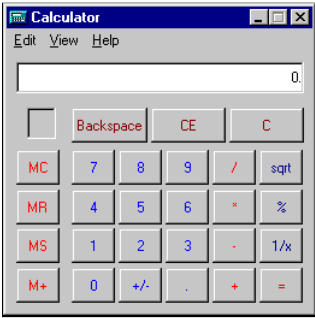 Calculator
Edit View Help
0.
Backspace CE C
MC 7 8 9 / sqrt
MR 4 5 6 * %
MS 1 2 3 - 1/x
M+ 0 +/- . + =